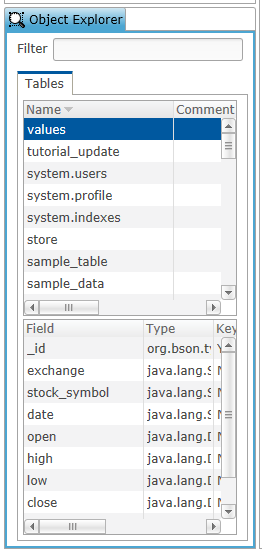 Object Explorer
Filter
Tables
Name Comment
values
tutorial_update
system.users
system.profile
system.indexes
store
sample_table
sample_data
Field Type Key
_id org.bson.ty
exchange java.lang.S
stock_symbol java.lang.S
date java.lang.S
open java.lang.D
high java.lang.D
low java.lang.D
close java.lang.D